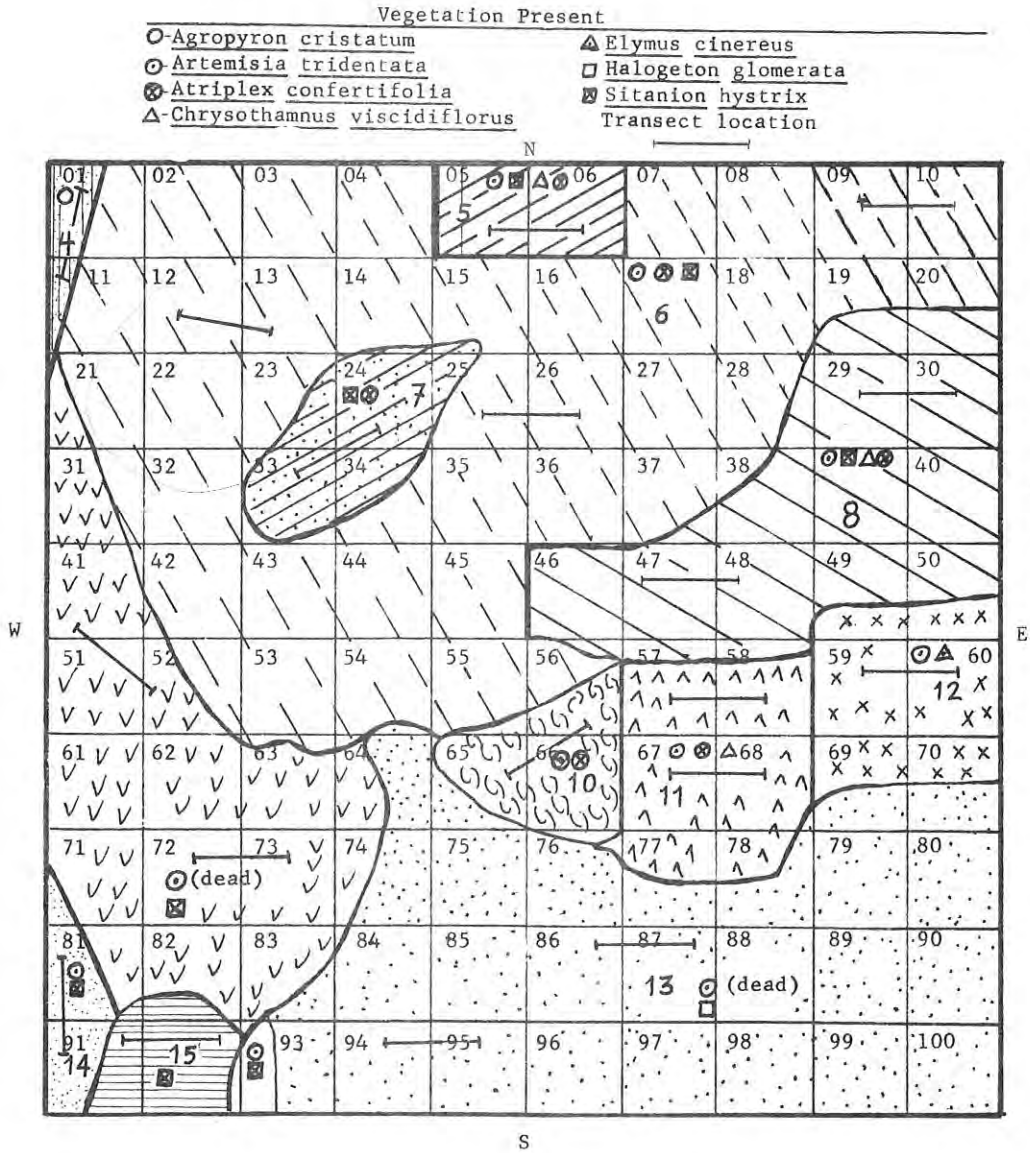 Vegetation Present
Agropyron cristatum Elymus cinereus
Artemisia tridentata Halogeton glomerata
Atriplex confertifolia Sitanion hystrix
Chrysothamnus viscidiflorus Transect location
N
01 02 03 04 05 06 07 08 09 10
4 5
11 12 13 14 15 16 18 19 20
6
21 22 23 24 26 27 28 29 30
7
31 32 33 34 35 36 37 38 40
8
41 42 43 44 45 46 47 48 49 50
W E
51 52 53 54 55 56 57 58 59 60
12
61 62 63 64 65 66 67 68 69 70
10 11
71 72 73 74 75 76 77 78 79 80
(dead)
81 82 83 84 85 86 87 88 89 90
13 (dead)
91 93 94 95 96 97 98 99 100
14 15
S